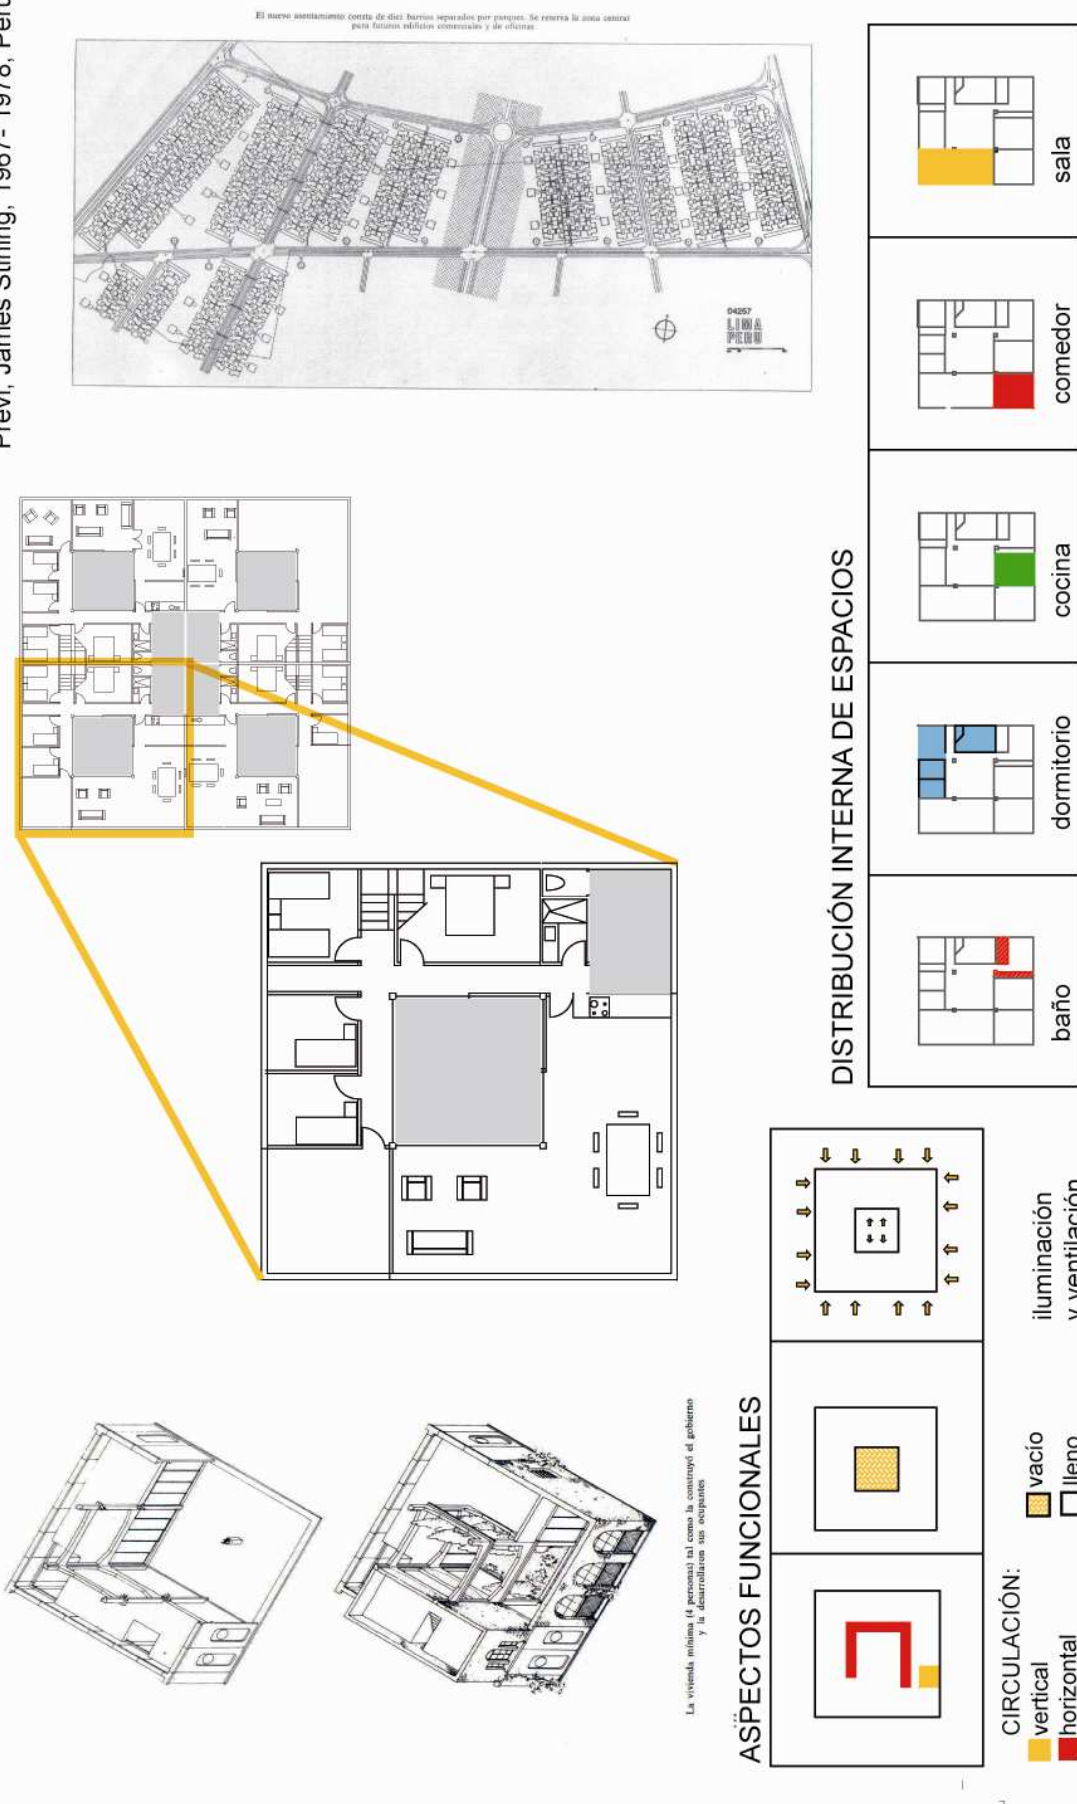 Previ, James Stirling, 1967- 1978, Perú
El nuevo asentamiento consta de diez barrios separados por parques. Se reserva la zona central
para futuros edificios comerciales y de oficinas
04257
LIMA
PERU
La vivienda mínima (4 personas) tal como la construyó el gobierno
y la desarrollaron sus ocupantes
ASPECTOS FUNCIONALES
CIRCULACIÓN:
vertical
horizontal
vacío
lleno
iluminación
y ventilación
DISTRIBUCIÓN INTERNA DE ESPACIOS
baño
dormitorio
cocina
comedor
sala